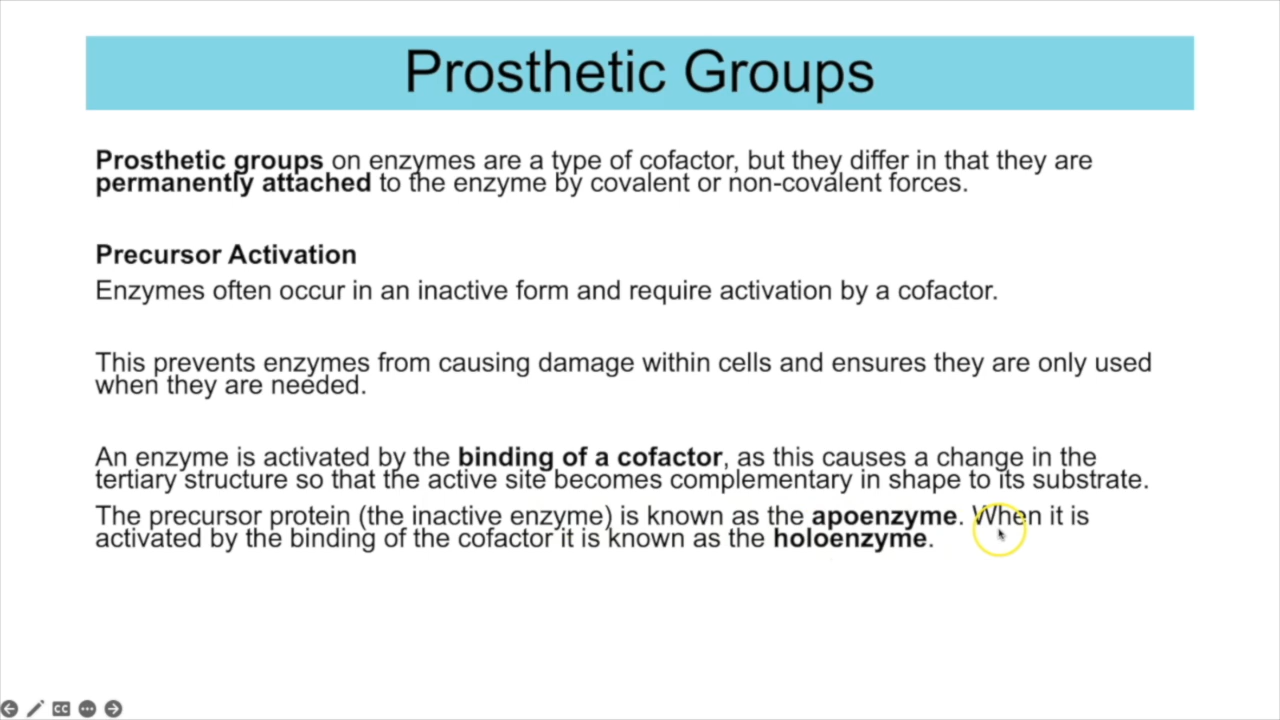 Prosthetic Groups
Prosthetic groups on enzymes are a type of cofactor, but they differ in that they are
permanently attached to the enzyme by covalent or non-covalent forces.
Precursor Activation
Enzymes often occur in an inactive form and require activation by a cofactor.
This prevents enzymes from causing damage within cells and ensures they are only used
when they are needed.
An enzyme is activated by the binding of a cofactor, as this causes a change in the
tertiary structure so that the active site becomes complementary in shape to its substrate.
The precursor protein (the inactive enzyme) is known as the apoenzyme. When it is
activated by the binding of the cofactor it is known as the holoenzyme.
CC